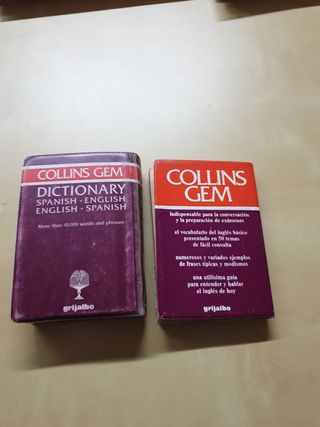 COLLINS GEM
DICTIONARY
SPANISH · ENGLISH
ENGLISH · SPANISH
More than 40,000 words and phrases
grijalbo
COLLINS
GEM
indispensable para la conversación
y la preparación de exámenes
el vocabulario del inglés básico
presentado en 50 temas
de fácil consulta
numerosos y variados ejemplos
de frases típicas y modismos
una utilísima guía
para entender y hablar
el inglés de hoy
grijalbo